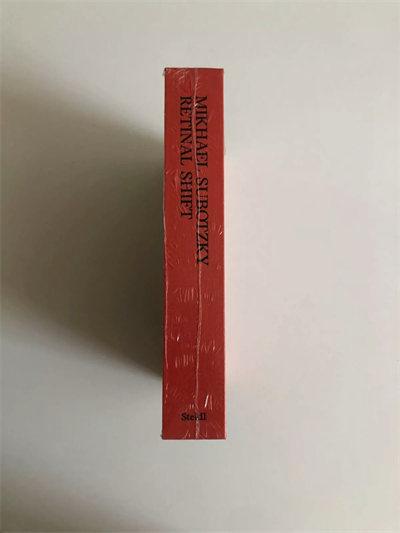 MIKHAEL SUBOTZKY
RETINAL SHIFT
Steidl